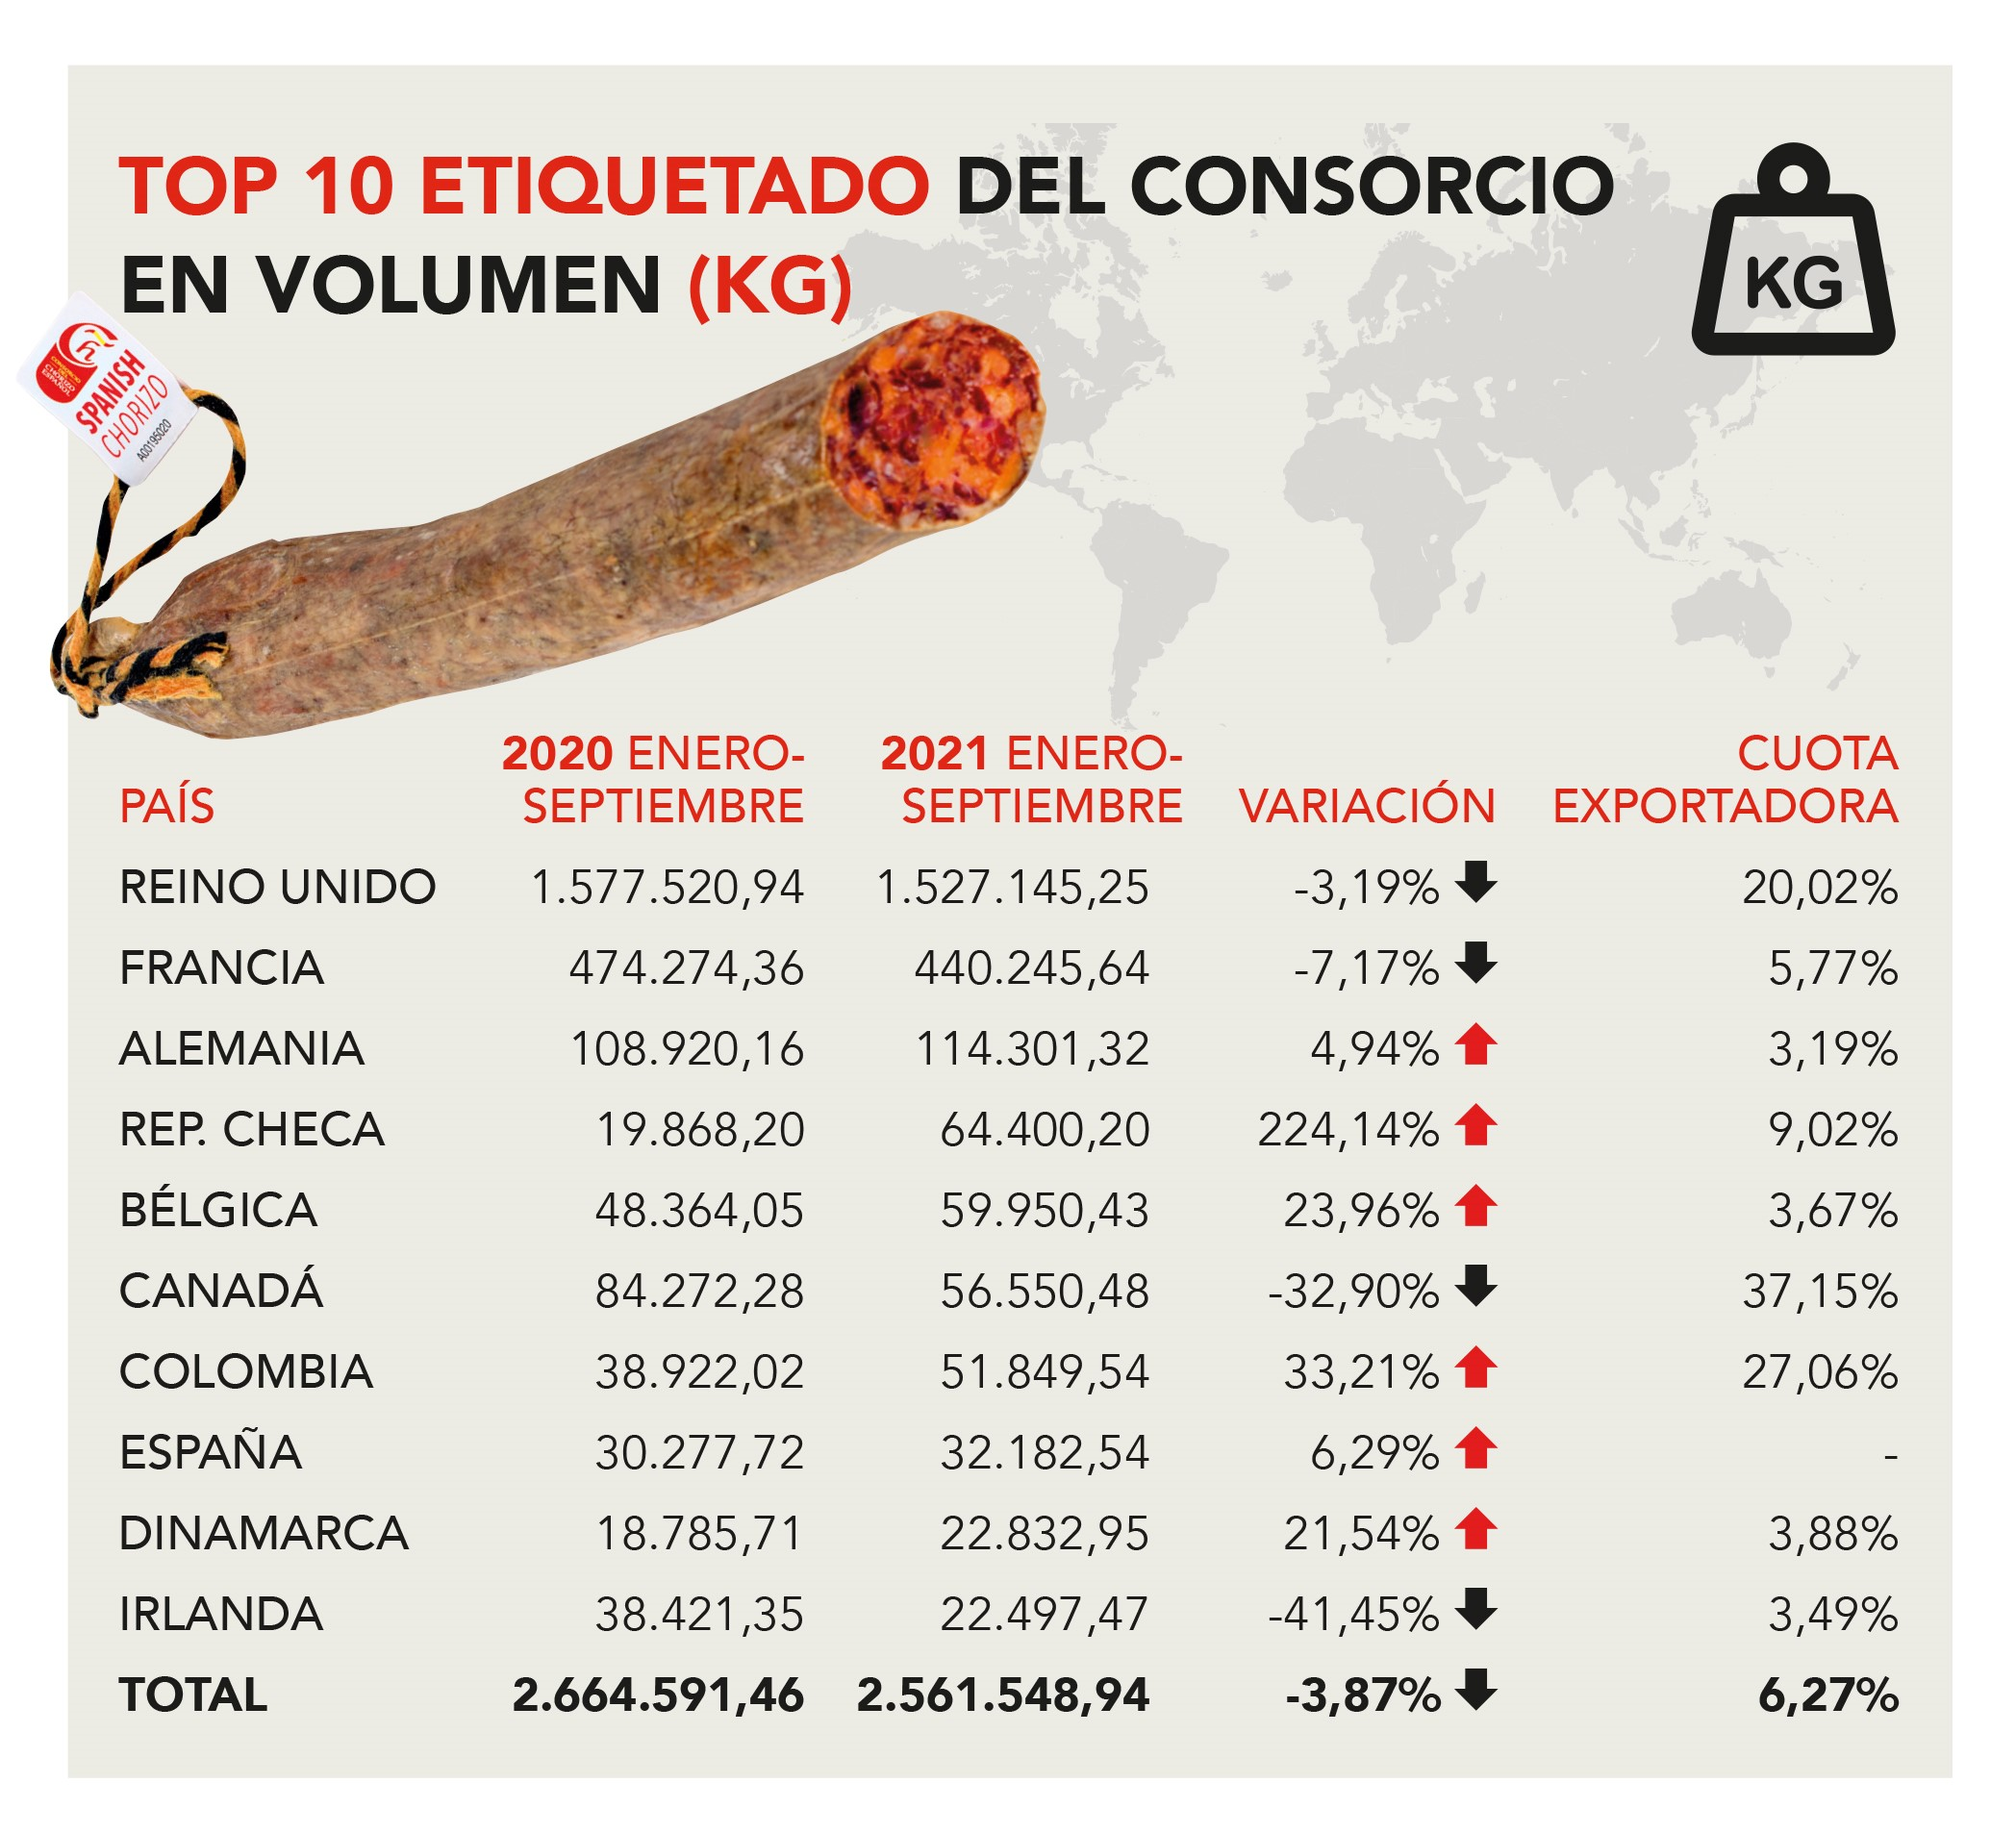 TOP 10 ETIQUETADO DEL CONSORCIO
EN VOLUMEN (KG)
KG
CONSORCIO
DEL
CHORIZO
ESPAÑOL
SPANISH
CHORIZO
A00195020
PAÍS 2020 ENERO-SEPTIEMBRE 2021 ENERO-SEPTIEMBRE VARIACIÓN CUOTA EXPORTADORA
REINO UNIDO 1.577.520,94 1.527.145,25 -3,19% 20,02%
FRANCIA 474.274,36 440.245,64 -7,17% 5,77%
ALEMANIA 108.920,16 114.301,32 4,94% 3,19%
REP. CHECA 19.868,20 64.400,20 224,14% 9,02%
BÉLGICA 48.364,05 59.950,43 23,96% 3,67%
CANADÁ 84.272,28 56.550,48 -32,90% 37,15%
COLOMBIA 38.922,02 51.849,54 33,21% 27,06%
ESPAÑA 30.277,72 32.182,54 6,29% -
DINAMARCA 18.785,71 22.832,95 21,54% 3,88%
IRLANDA 38.421,35 22.497,47 -41,45% 3,49%
TOTAL 2.664.591,46 2.561.548,94 -3,87% 6,27%